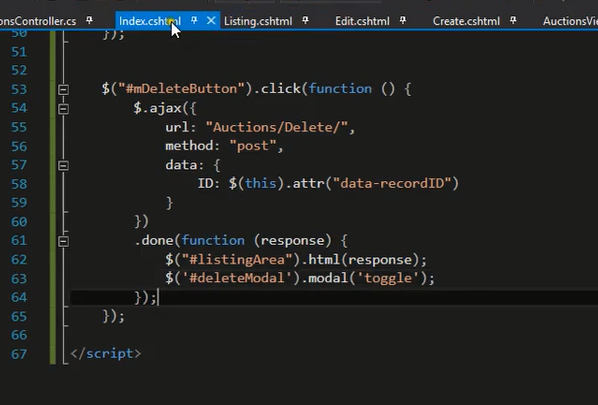 onsController.cs Index.cshtml Listing.cshtml Edit.cshtml Create.cshtml AuctionsVie
50 });
51
52
53 $("#mDeleteButton").click(function () {
54 $.ajax({
55 url: "Auctions/Delete/",
56 method: "post",
57 data: {
58 ID: $(this).attr("data-recordID")
59 }
60 })
61 .done(function (response) {
62 $("#listingArea").html(response);
63 $('#deleteModal').modal('toggle');
64 });
65 });
66
67 </script>